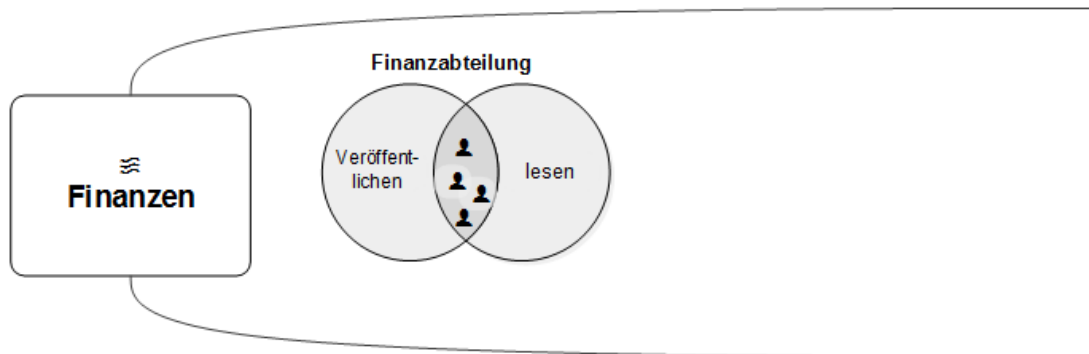 Finanzabteilung
Finanzen
Veröffent-
lichen
lesen